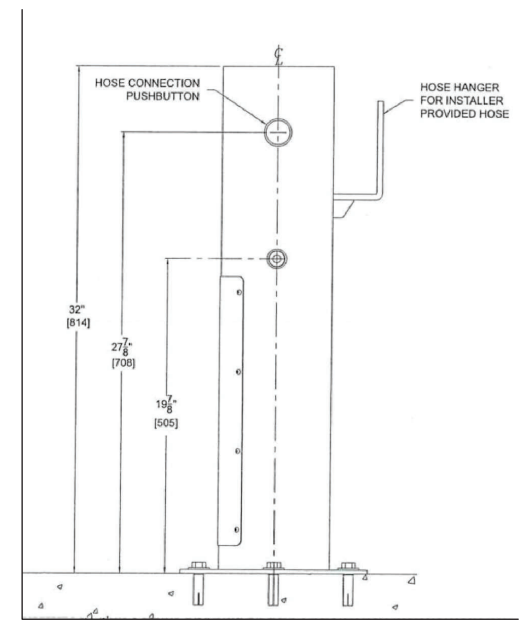 ℄
HOSE CONNECTION
PUSHBUTTON
HOSE HANGER
FOR INSTALLER
PROVIDED HOSE
32"
[814]
27⅞"
[708]
19⅞"
[505]